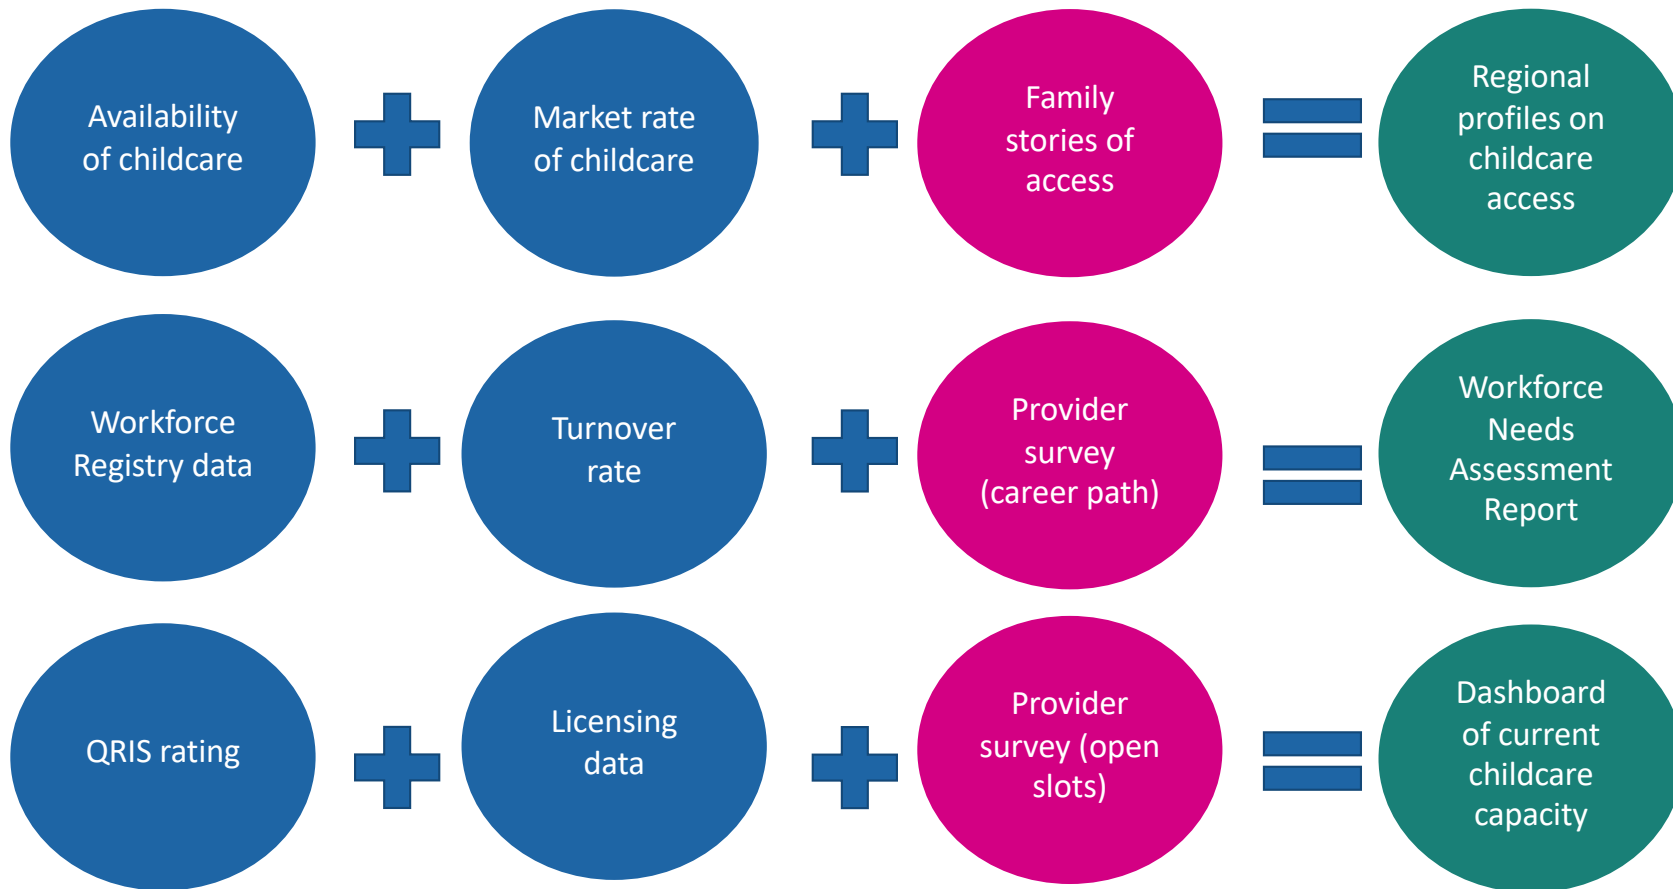 Availability
of childcare
Market rate
of childcare
Family
stories of
access
Regional
profiles on
childcare
access
Workforce
Registry data
Turnover
rate
Provider
survey
(career path)
Workforce
Needs
Assessment
Report
QRIS rating
Licensing
data
Provider
survey (open
slots)
Dashboard
of current
childcare
capacity